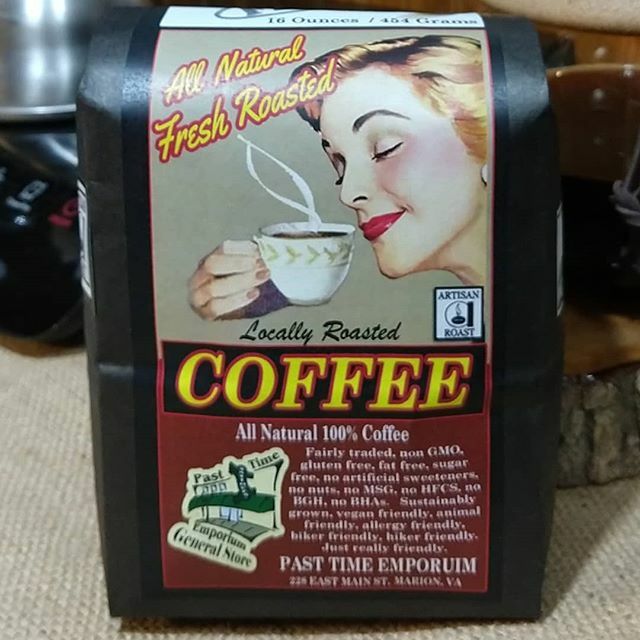 16 Ounces / 454 Grams
All Natural
Fresh Roasted
ARTISAN
ROAST
Locally Roasted
COFFEE
All Natural 100% Coffee
Fairly traded, non GMO,
gluten free, fat free, sugar
free, no artificial sweeteners,
no nuts, no MSG, no HFCS, no
BGH, no BHAs. Sustainably
grown, vegan friendly, animal
friendly, allergy friendly,
biker friendly, hiker friendly.
Just really friendly.
Past Time
Emporium
General Store
PAST TIME EMPORUIM
228 EAST MAIN ST. MARION, VA